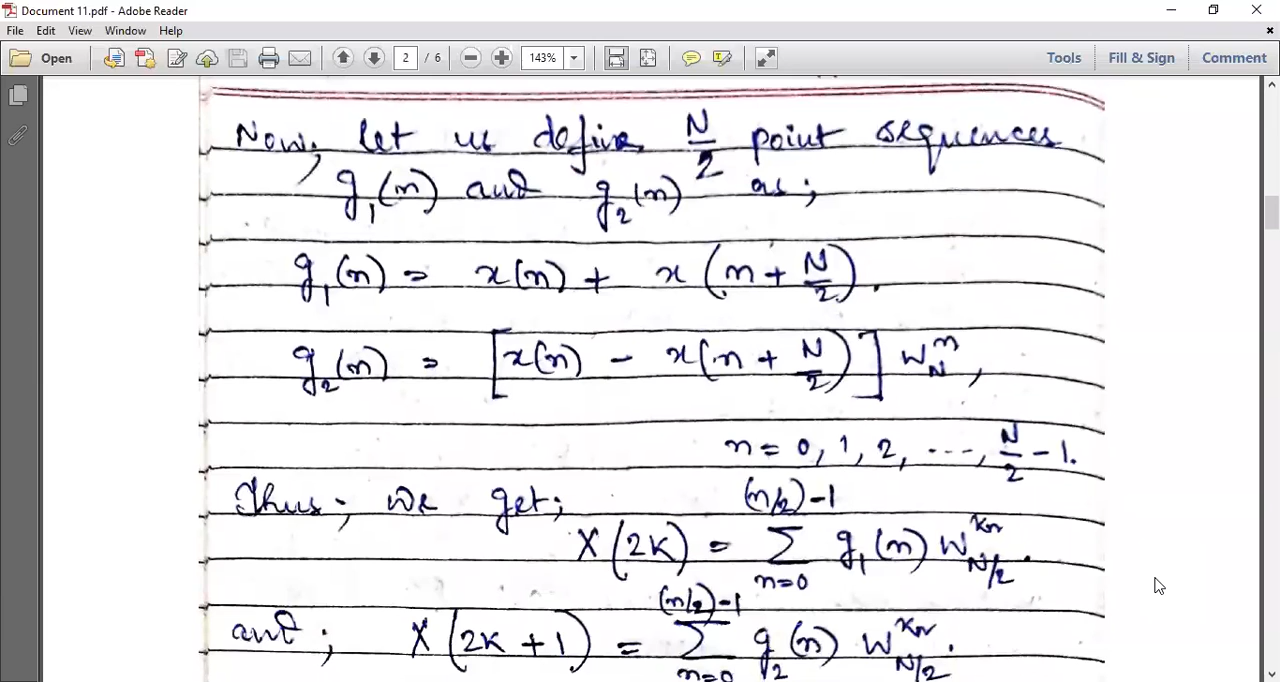 Document 11.pdf - Adobe Reader
File Edit View Window Help
Open 2 / 6 143% Tools Fill & Sign Comment
Now, let us define N/2 point sequences
g₁(n) and g₂(n) as;
g₁(n) = x(n) + x(n + N/2).
g₂(n) = [x(n) - x(n + N/2)] W_N^n,
n = 0, 1, 2, ---, N/2 - 1.
Thus; we get;
X(2K) = ∑_{n=0}^{(n/2)-1} g₁(n) W_{N/2}^{Kn}.
and; X(2K + 1) = ∑_{n=0}^{(n/2)-1} g₂(n) W_{N/2}^{Kn}.